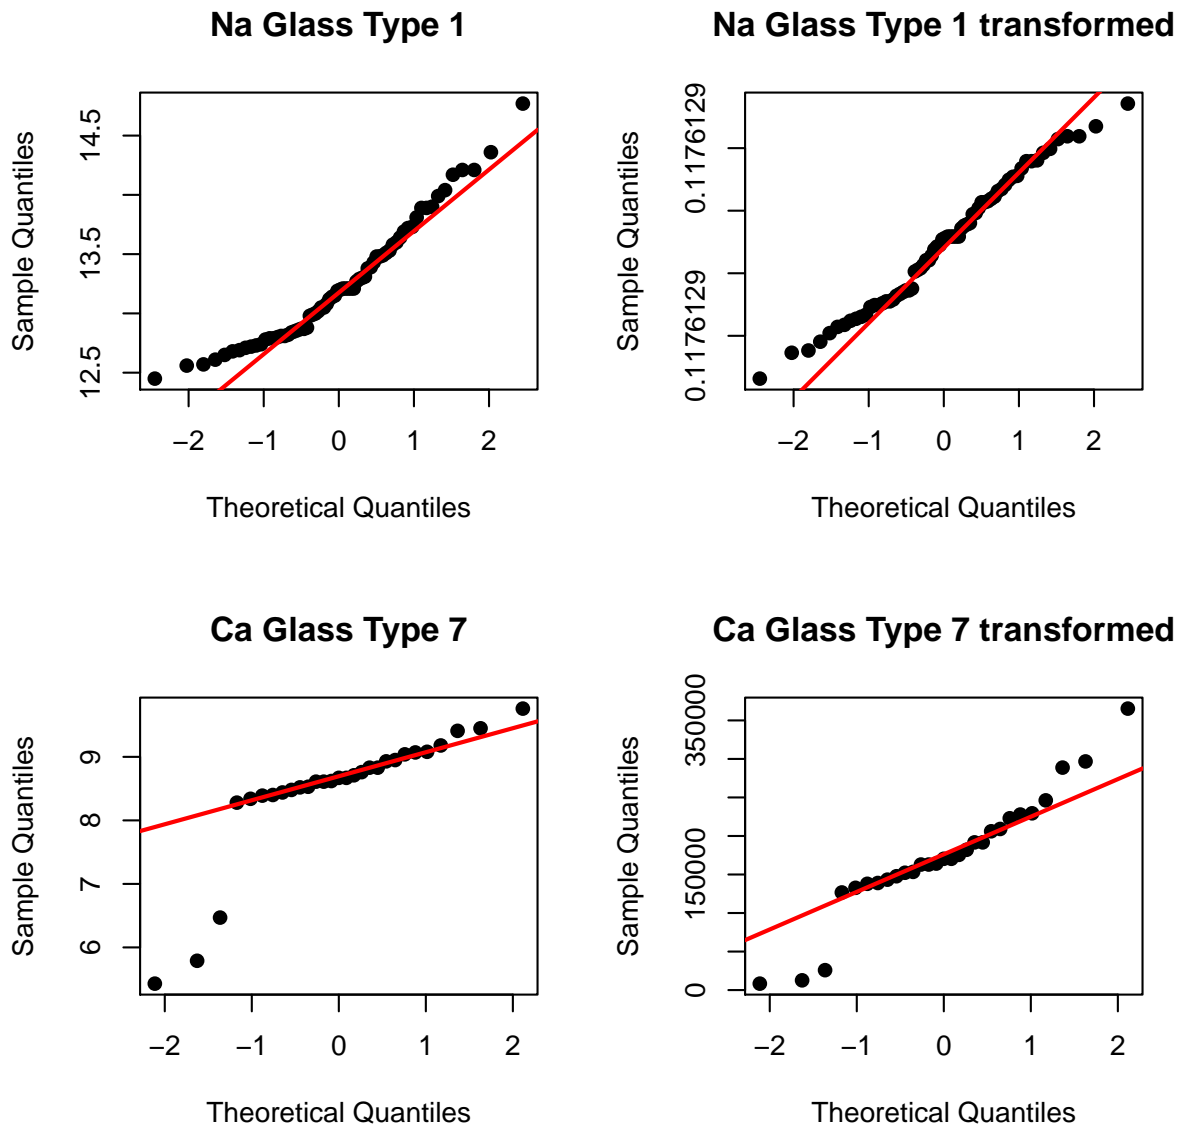 Na Glass Type 1
Sample Quantiles
14.5
13.5
12.5
−2 −1 0 1 2
Theoretical Quantiles
Na Glass Type 1 transformed
Sample Quantiles
0.1176129
0.1176129
−2 −1 0 1 2
Theoretical Quantiles
Ca Glass Type 7
Sample Quantiles
9
8
7
6
−2 −1 0 1 2
Theoretical Quantiles
Ca Glass Type 7 transformed
Sample Quantiles
350000
150000
0
−2 −1 0 1 2
Theoretical Quantiles